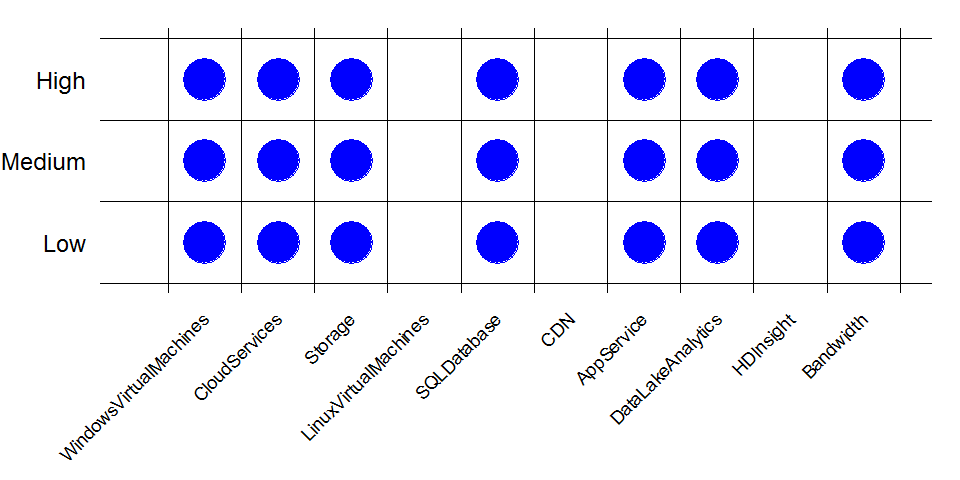 High
Medium
Low
WindowsVirtualMachines
CloudServices
Storage
LinuxVirtualMachines
SQLDatabase
CDN
AppService
DataLakeAnalytics
HDInsight
Bandwidth